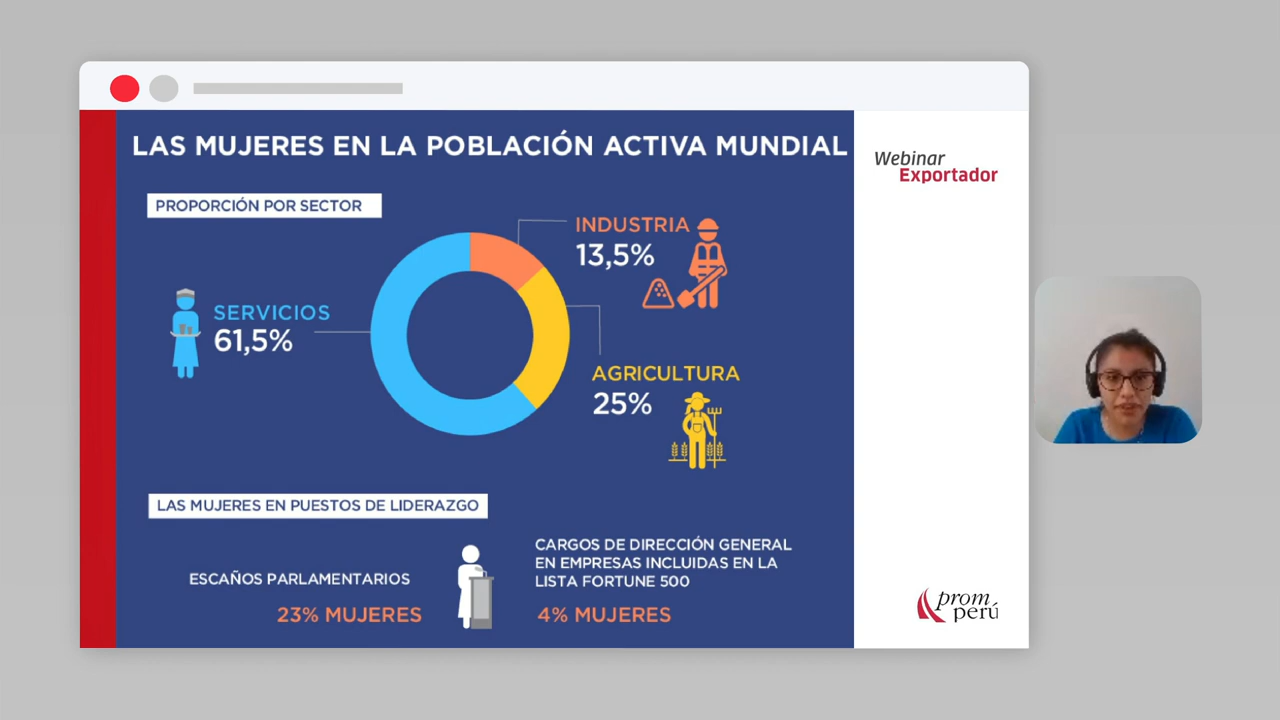 LAS MUJERES EN LA POBLACIÓN ACTIVA MUNDIAL
Webinar
Exportador
PROPORCIÓN POR SECTOR
INDUSTRIA
13,5%
SERVICIOS
61,5%
AGRICULTURA
25%
LAS MUJERES EN PUESTOS DE LIDERAZGO
ESCAÑOS PARLAMENTARIOS
23% MUJERES
CARGOS DE DIRECCIÓN GENERAL
EN EMPRESAS INCLUIDAS EN LA
LISTA FORTUNE 500
4% MUJERES
prom
perú